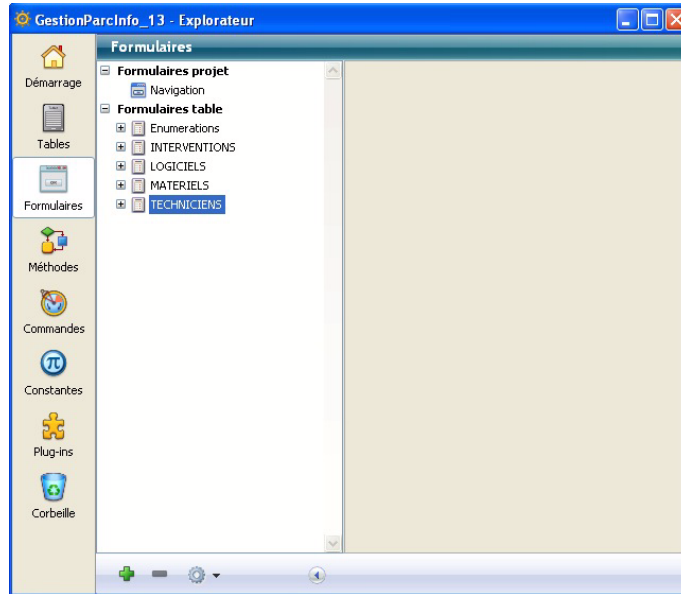 GestionParcInfo_13 - Explorateur
Formulaires
Démarrage
Tables
Formulaires
Méthodes
Commandes
Constantes
Plug-ins
Corbeille
Formulaires projet
Navigation
Formulaires table
Enumerations
INTERVENTIONS
LOGICIELS
MATERIELS
TECHNICIENS